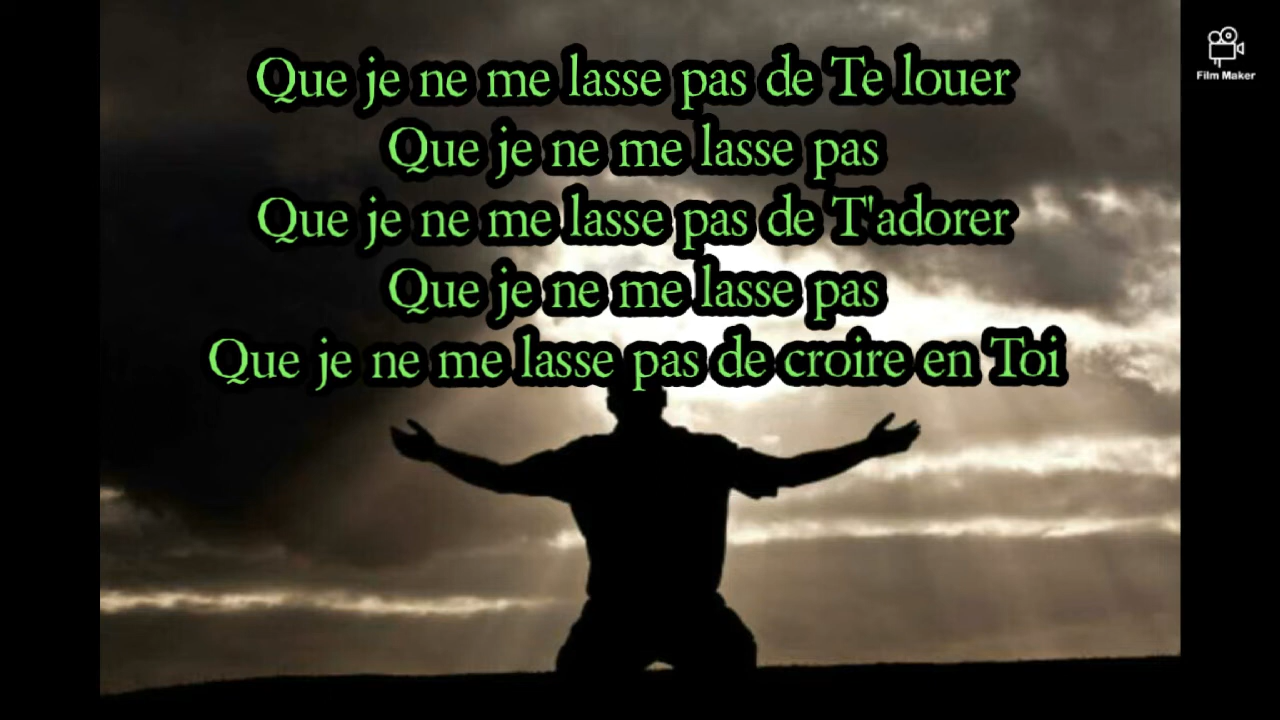 Que je ne me lasse pas de Te louer
Que je ne me lasse pas
Que je ne me lasse pas de T'adorer
Que je ne me lasse pas
Que je ne me lasse pas de croire en Toi
Film Maker